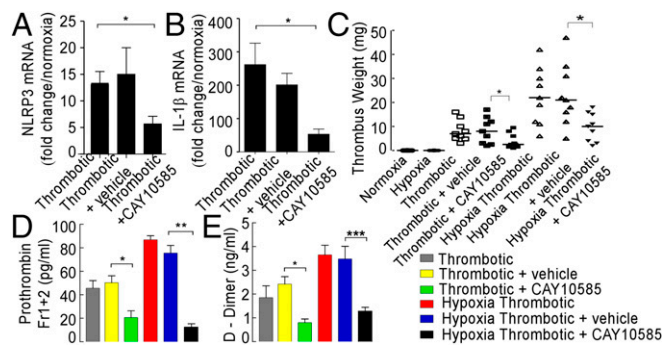 A
NLRP3 mRNA
(fold change/normoxia)
25
20
15
10
5
0
*
Thrombotic
Thrombotic
+ vehicle
Thrombotic
+CAY10585
B
IL-1β mRNA
(fold change/normoxia)
400
300
200
100
0
*
Thrombotic
Thrombotic
+ vehicle
Thrombotic
+CAY10585
C
Thrombus Weight (mg)
50
40
30
20
10
0
*
*
Normoxia
Hypoxia
Thrombotic
Thrombotic + vehicle
Thrombotic + CAY10585
Hypoxia Thrombotic
Hypoxia Thrombotic
+ vehicle
Hypoxia Thrombotic
+ CAY10585
D
Prothrombin
Fr1+2 (pg/ml)
100
80
60
40
20
0
*
**
E
D - Dimer (ng/ml)
5
4
3
2
1
0
*
***
Thrombotic
Thrombotic + vehicle
Thrombotic + CAY10585
Hypoxia Thrombotic
Hypoxia Thrombotic + vehicle
Hypoxia Thrombotic + CAY10585